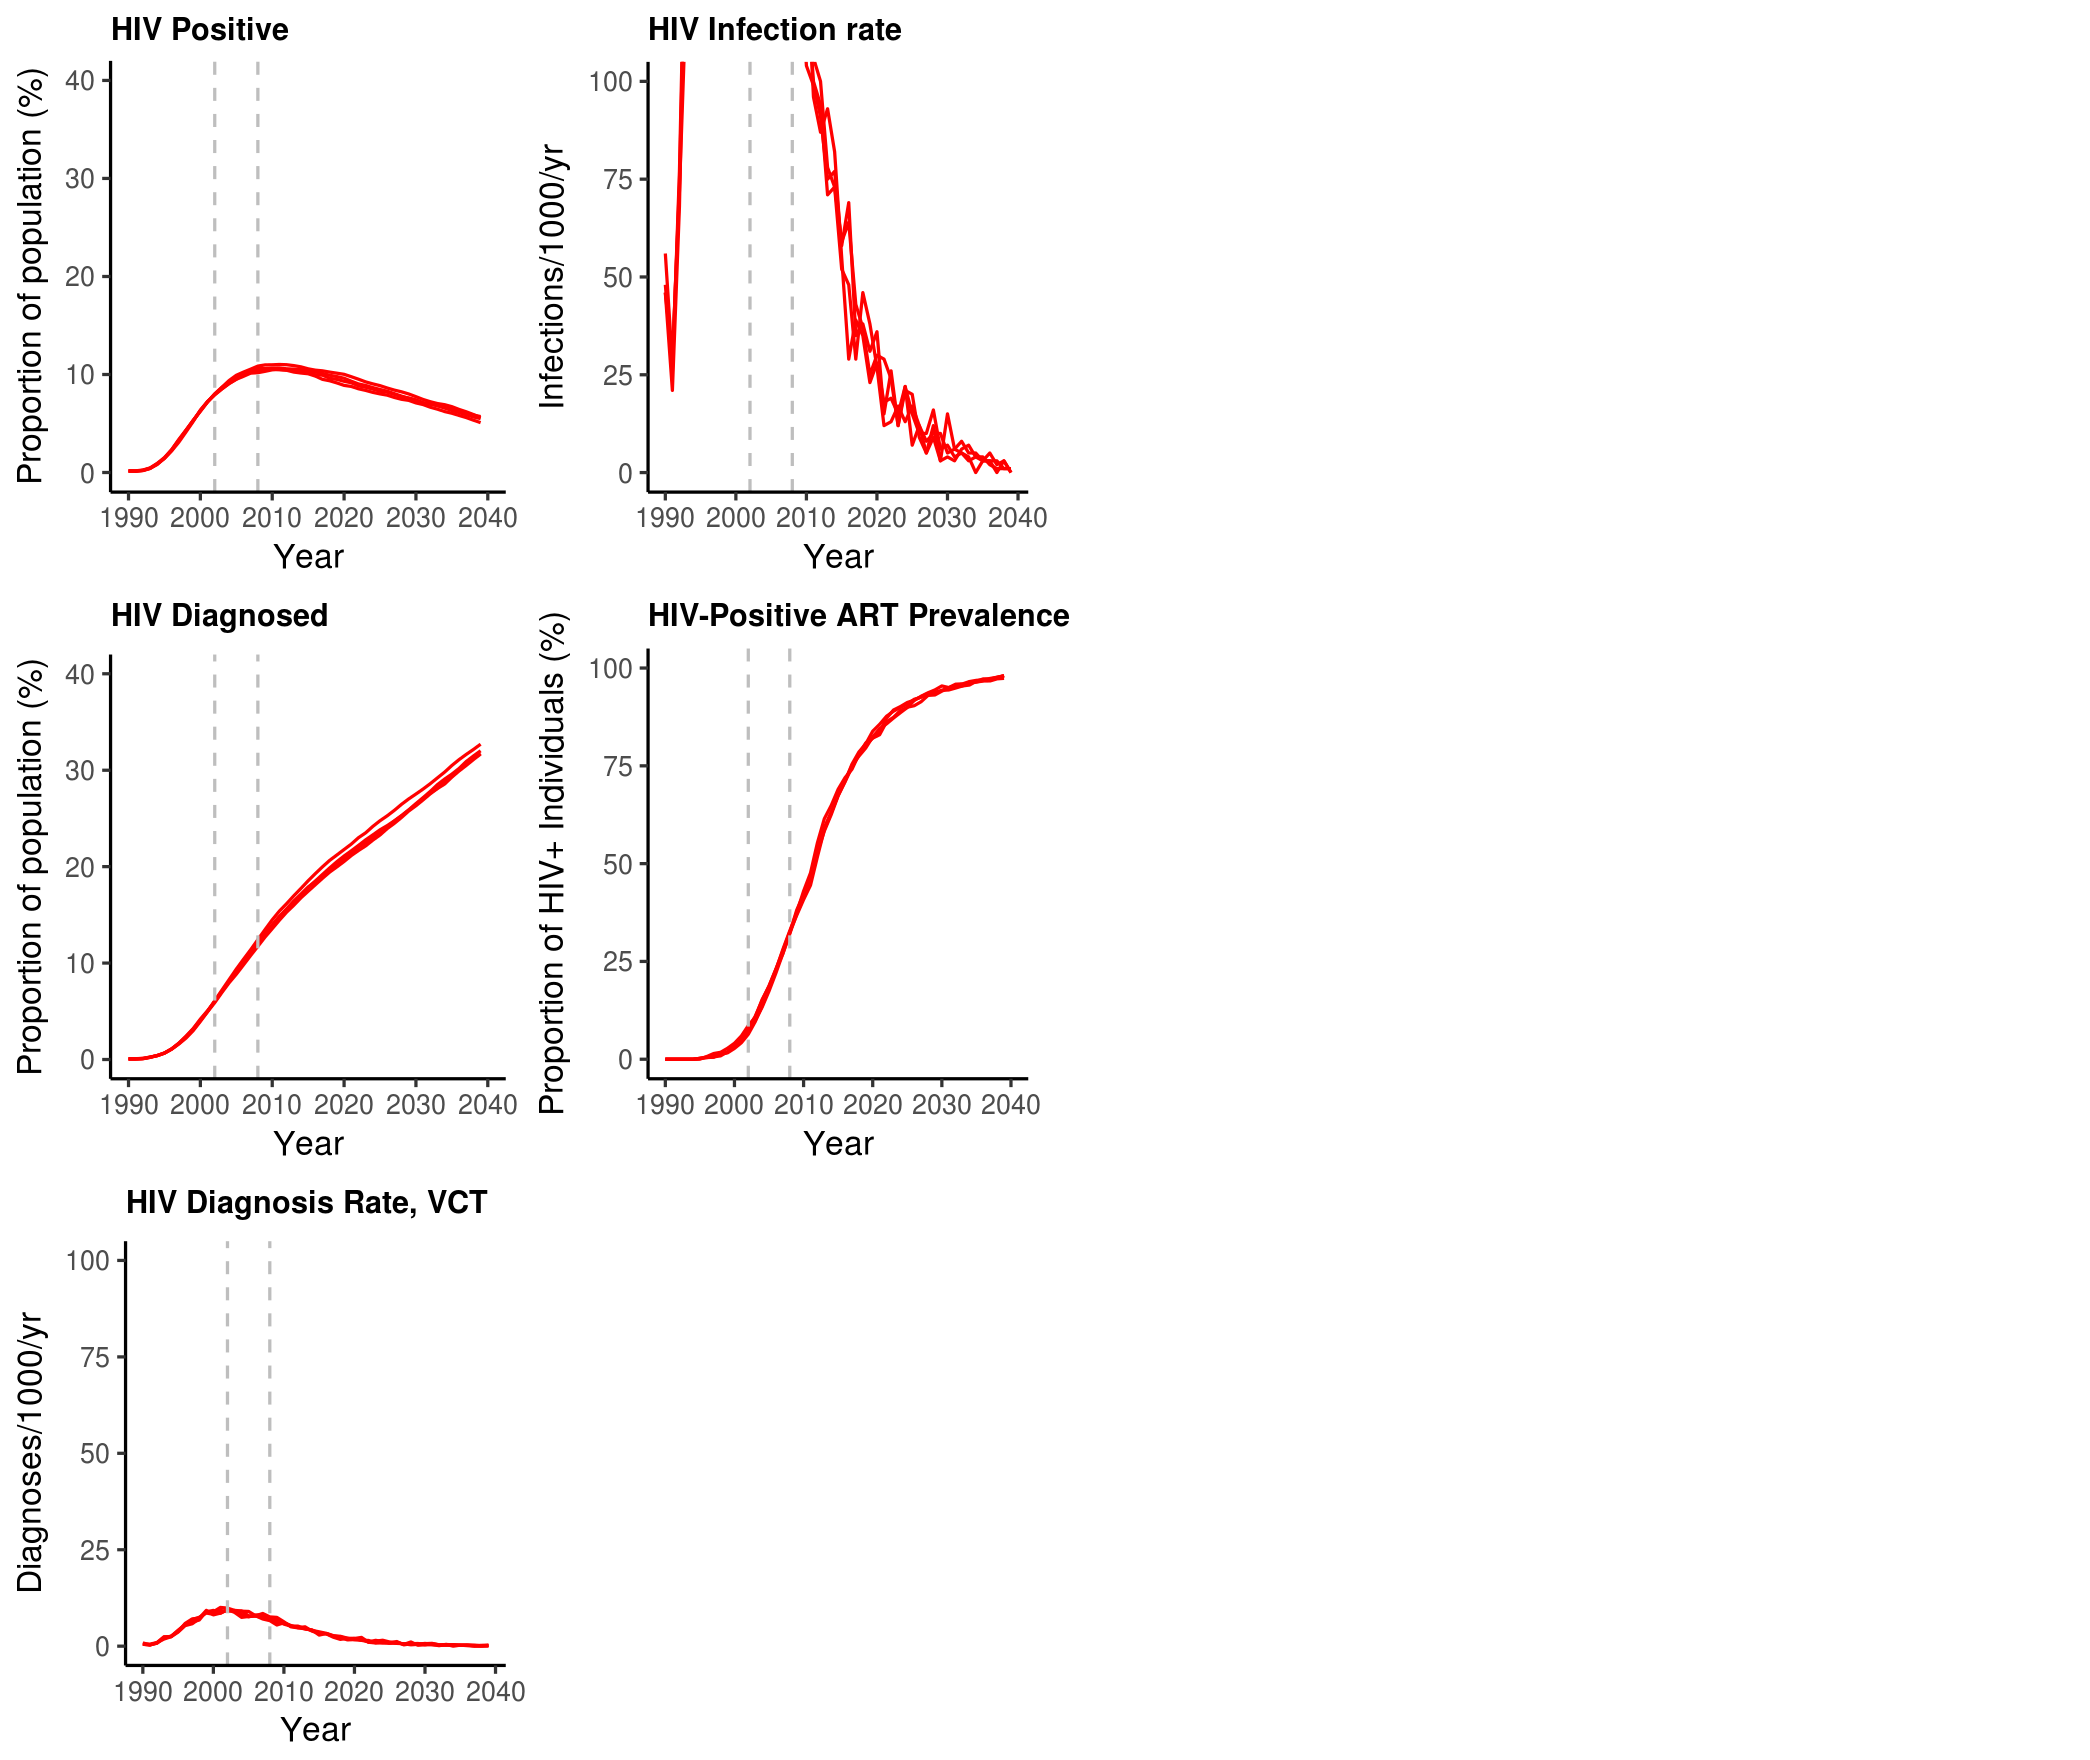 HIV Positive
Proportion of population (%)
40
30
20
10
0
1990 2000 2010 2020 2030 2040
Year
HIV Infection rate
Infections/1000/yr
100
75
50
25
0
1990 2000 2010 2020 2030 2040
Year
HIV Diagnosed
Proportion of population (%)
40
30
20
10
0
1990 2000 2010 2020 2030 2040
Year
HIV-Positive ART Prevalence
Proportion of HIV+ Individuals (%)
100
75
50
25
0
1990 2000 2010 2020 2030 2040
Year
HIV Diagnosis Rate, VCT
Diagnoses/1000/yr
100
75
50
25
0
1990 2000 2010 2020 2030 2040
Year